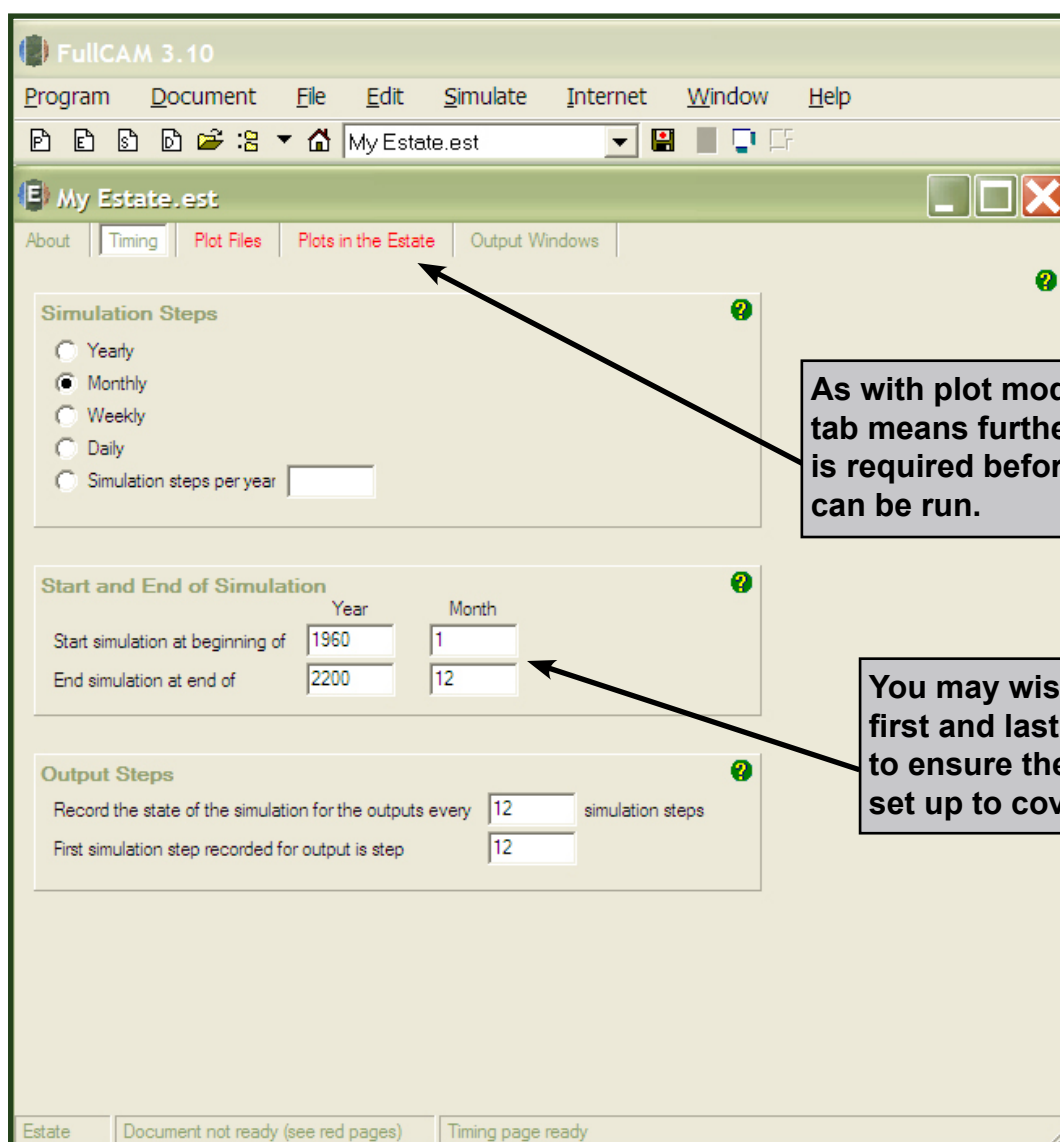 FullCAM 3.10
Program Document File Edit Simulate Internet Window Help
P E S D My Estate.est
E My Estate.est
About Timing Plot Files Plots in the Estate Output Windows
Simulation Steps
Yearly
Monthly
Weekly
Daily
Simulation steps per year
As with plot mod
tab means furthe
is required befor
can be run.
Start and End of Simulation
Year Month
Start simulation at beginning of 1960 1
End simulation at end of 2200 12
You may wis
first and last
to ensure the
set up to cov
Output Steps
Record the state of the simulation for the outputs every 12 simulation steps
First simulation step recorded for output is step 12
Estate Document not ready (see red pages) Timing page ready